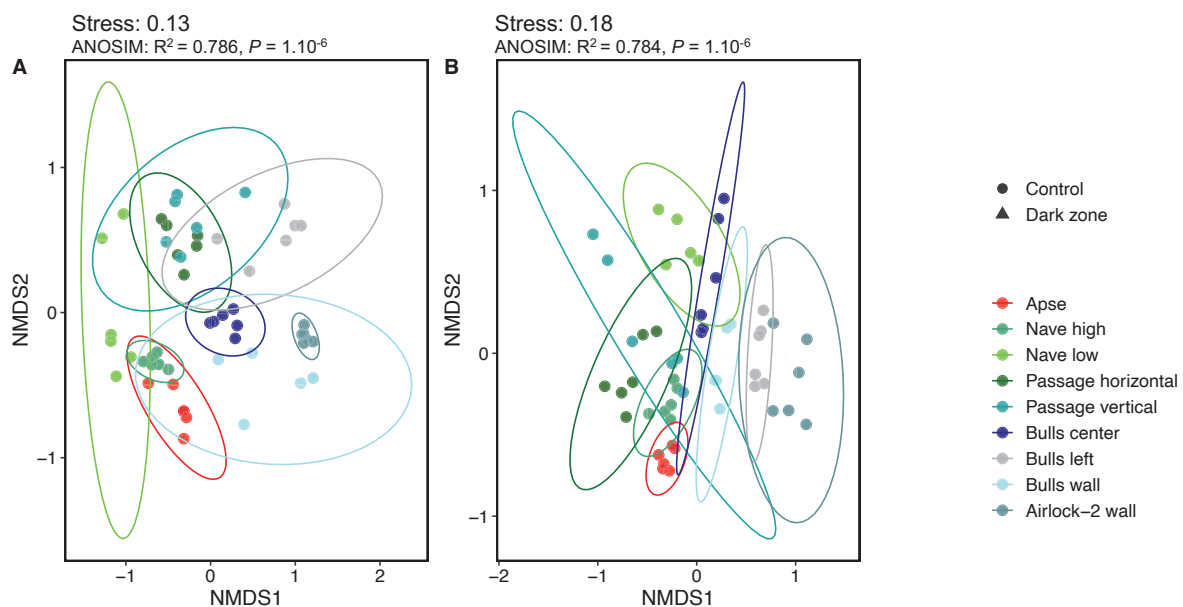 Stress: 0.13
ANOSIM: R² = 0.786, P = 1.10⁻⁶
A
1
0
−1
NMDS2
−1
0
1
2
NMDS1
Stress: 0.18
ANOSIM: R² = 0.784, P = 1.10⁻⁶
B
1
0
−1
NMDS2
−2
−1
0
1
NMDS1
Control
Dark zone
Apse
Nave high
Nave low
Passage horizontal
Passage vertical
Bulls center
Bulls left
Bulls wall
Airlock−2 wall